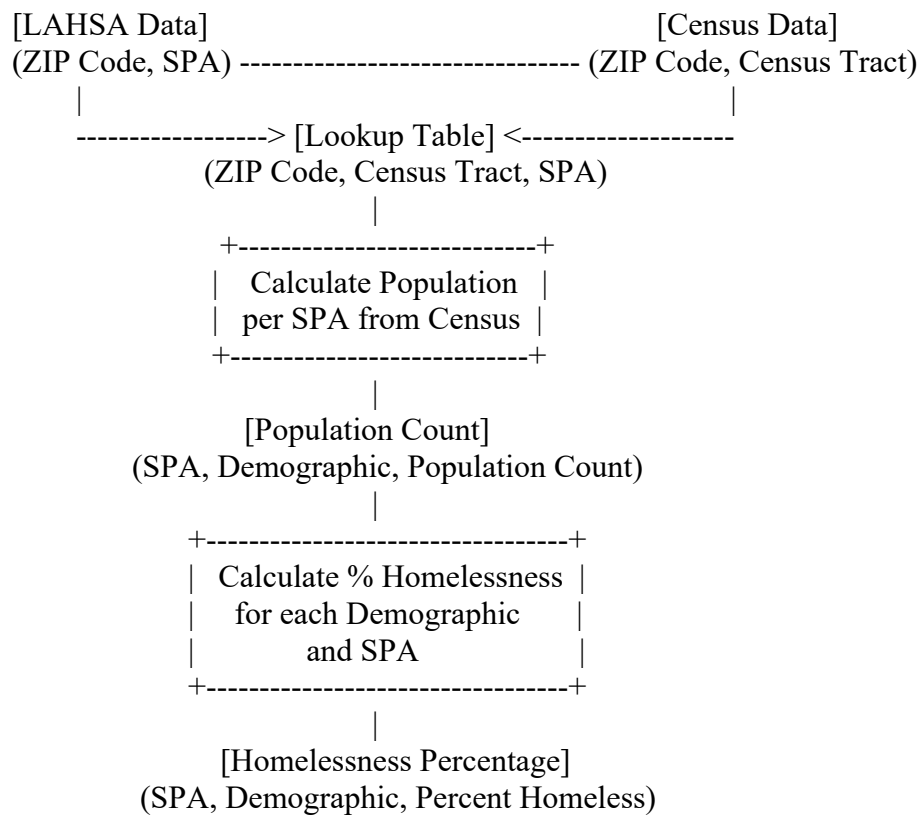 [LAHSA Data] [Census Data]
(ZIP Code, SPA) -------------------------------- (ZIP Code, Census Tract)
| |
------------------> [Lookup Table] <--------------------
(ZIP Code, Census Tract, SPA)
|
+----------------------------+
| Calculate Population |
| per SPA from Census |
+----------------------------+
|
[Population Count]
(SPA, Demographic, Population Count)
|
+----------------------------------+
| Calculate % Homelessness |
| for each Demographic |
| and SPA |
+----------------------------------+
|
[Homelessness Percentage]
(SPA, Demographic, Percent Homeless)